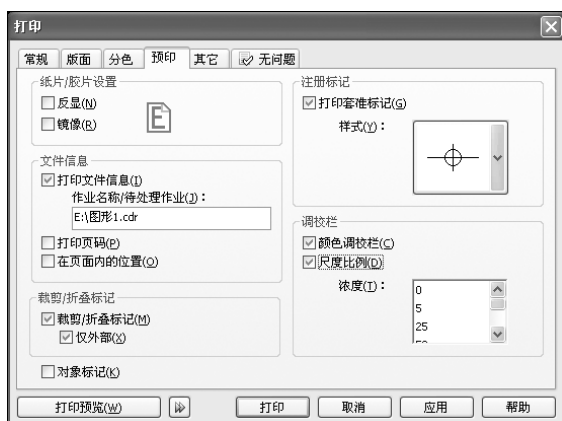 打印
常规 版面 分色 预印 其它 无问题
纸片/胶片设置
反显(N)
镜像(R)
E
文件信息
打印文件信息(I)
作业名称/待处理作业(J)：
E:\图形1.cdr
打印页码(P)
在页面内的位置(O)
裁剪/折叠标记
裁剪/折叠标记(M)
仅外部(X)
对象标记(K)
注册标记
打印套准标记(G)
样式(Y)：
调校栏
颜色调校栏(C)
尺度比例(D)
浓度(T)：
0
5
25
打印预览(W) 打印 取消 应用 帮助